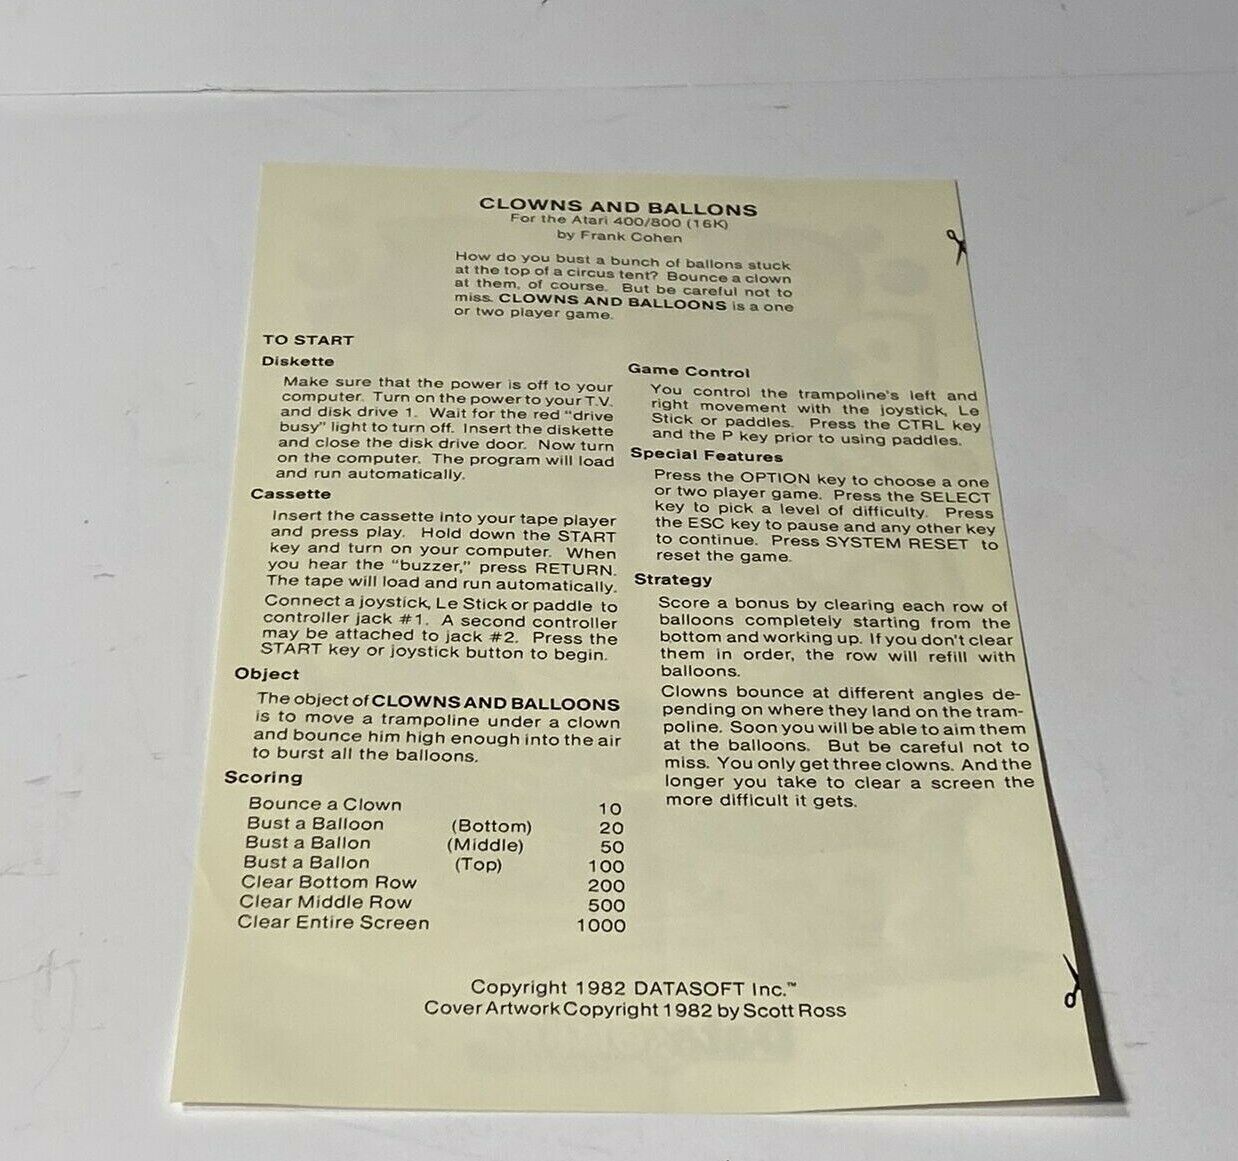 CLOWNS AND BALLONS
For the Atari 400/800 (16K)
by Frank Cohen
How do you bust a bunch of ballons stuck
at the top of a circus tent? Bounce a clown
at them, of course. But be careful not to
miss. CLOWNS AND BALLOONS is a one
or two player game.
TO START
Diskette
Make sure that the power is off to your
computer. Turn on the power to your T.V.
and disk drive 1. Wait for the red "drive
busy" light to turn off. Insert the diskette
and close the disk drive door. Now turn
on the computer. The program will load
and run automatically.
Cassette
Insert the cassette into your tape player
and press play. Hold down the START
key and turn on your computer. When
you hear the "buzzer," press RETURN.
The tape will load and run automatically.
Connect a joystick, Le Stick or paddle to
controller jack #1. A second controller
may be attached to jack #2. Press the
START key or joystick button to begin.
Object
The object of CLOWNS AND BALLOONS
is to move a trampoline under a clown
and bounce him high enough into the air
to burst all the balloons.
Scoring
Bounce a Clown 10
Bust a Balloon (Bottom) 20
Bust a Ballon (Middle) 50
Bust a Ballon (Top) 100
Clear Bottom Row 200
Clear Middle Row 500
Clear Entire Screen 1000
Game Control
You control the trampoline's left and
right movement with the joystick, Le
Stick or paddles. Press the CTRL key
and the P key prior to using paddles.
Special Features
Press the OPTION key to choose a one
or two player game. Press the SELECT
key to pick a level of difficulty. Press
the ESC key to pause and any other key
to continue. Press SYSTEM RESET to
reset the game.
Strategy
Score a bonus by clearing each row of
balloons completely starting from the
bottom and working up. If you don't clear
them in order, the row will refill with
balloons.
Clowns bounce at different angles de-
pending on where they land on the tram-
poline. Soon you will be able to aim them
at the balloons. But be careful not to
miss. You only get three clowns. And the
longer you take to clear a screen the
more difficult it gets.
Copyright 1982 DATASOFT Inc.™
Cover Artwork Copyright 1982 by Scott Ross